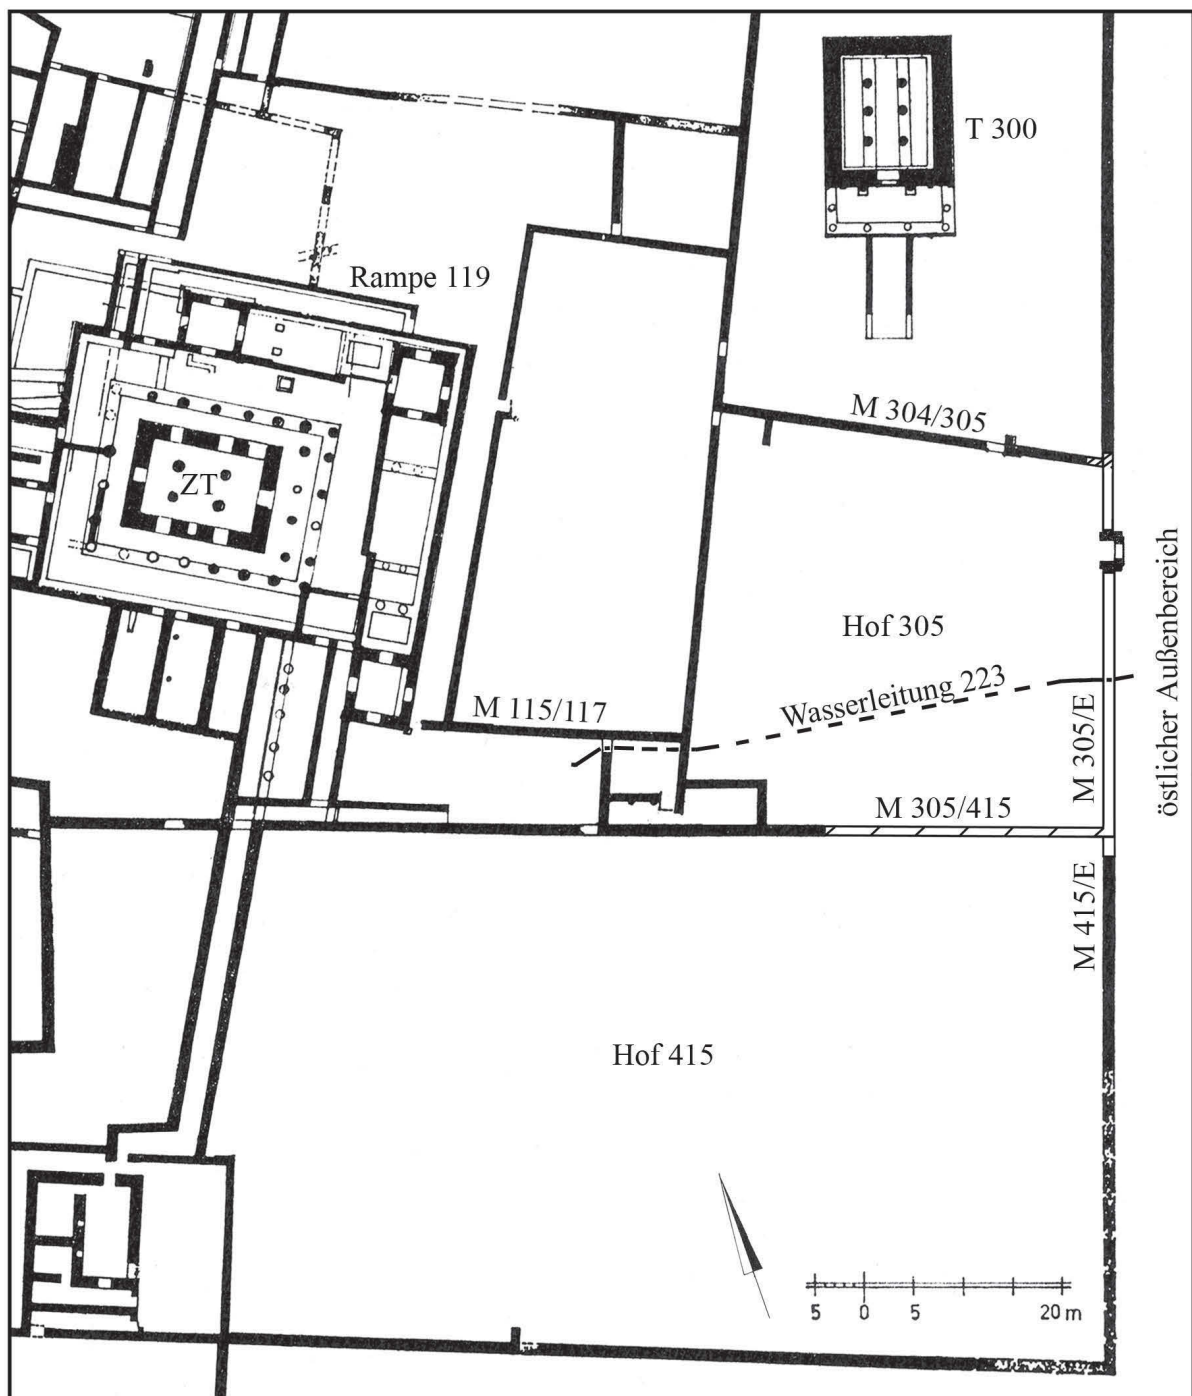 T 300
Rampe 119
M 304/305
ZT
östlicher Außenbereich
Hof 305
Wasserleitung 223
M 115/117
M 305/E
M 305/415
M 415/E
Hof 415
5 0 5 20 m